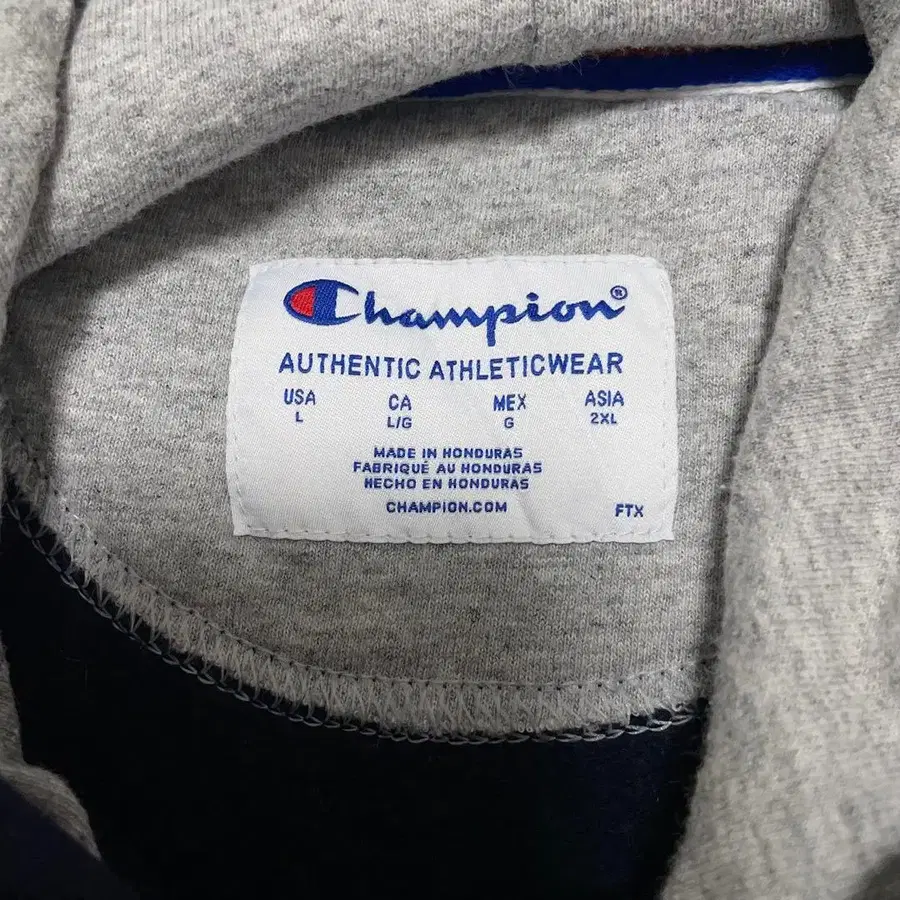 Champion®
AUTHENTIC ATHLETICWEAR
USA CA MEX ASIA
L L/G G 2XL
MADE IN HONDURAS
FABRIQUÉ AU HONDURAS
HECHO EN HONDURAS
CHAMPION.COM
FTX